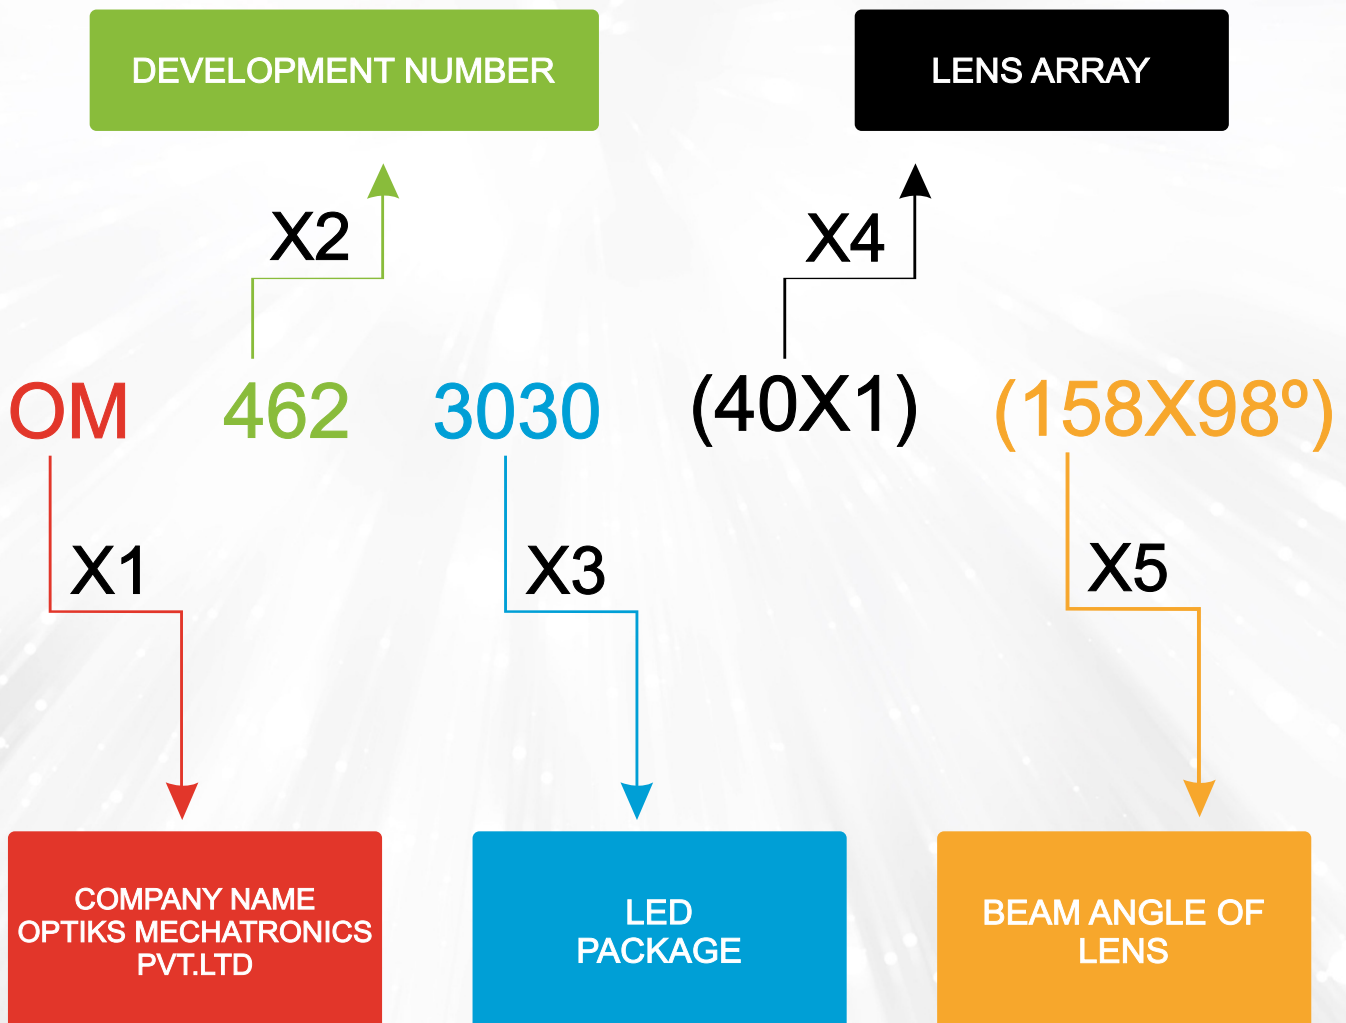 DEVELOPMENT NUMBER
LENS ARRAY
X2
X4
OM 462 3030 (40X1) (158X98º)
X1
X3
X5
COMPANY NAME
OPTIKS MECHATRONICS
PVT.LTD
LED
PACKAGE
BEAM ANGLE OF
LENS